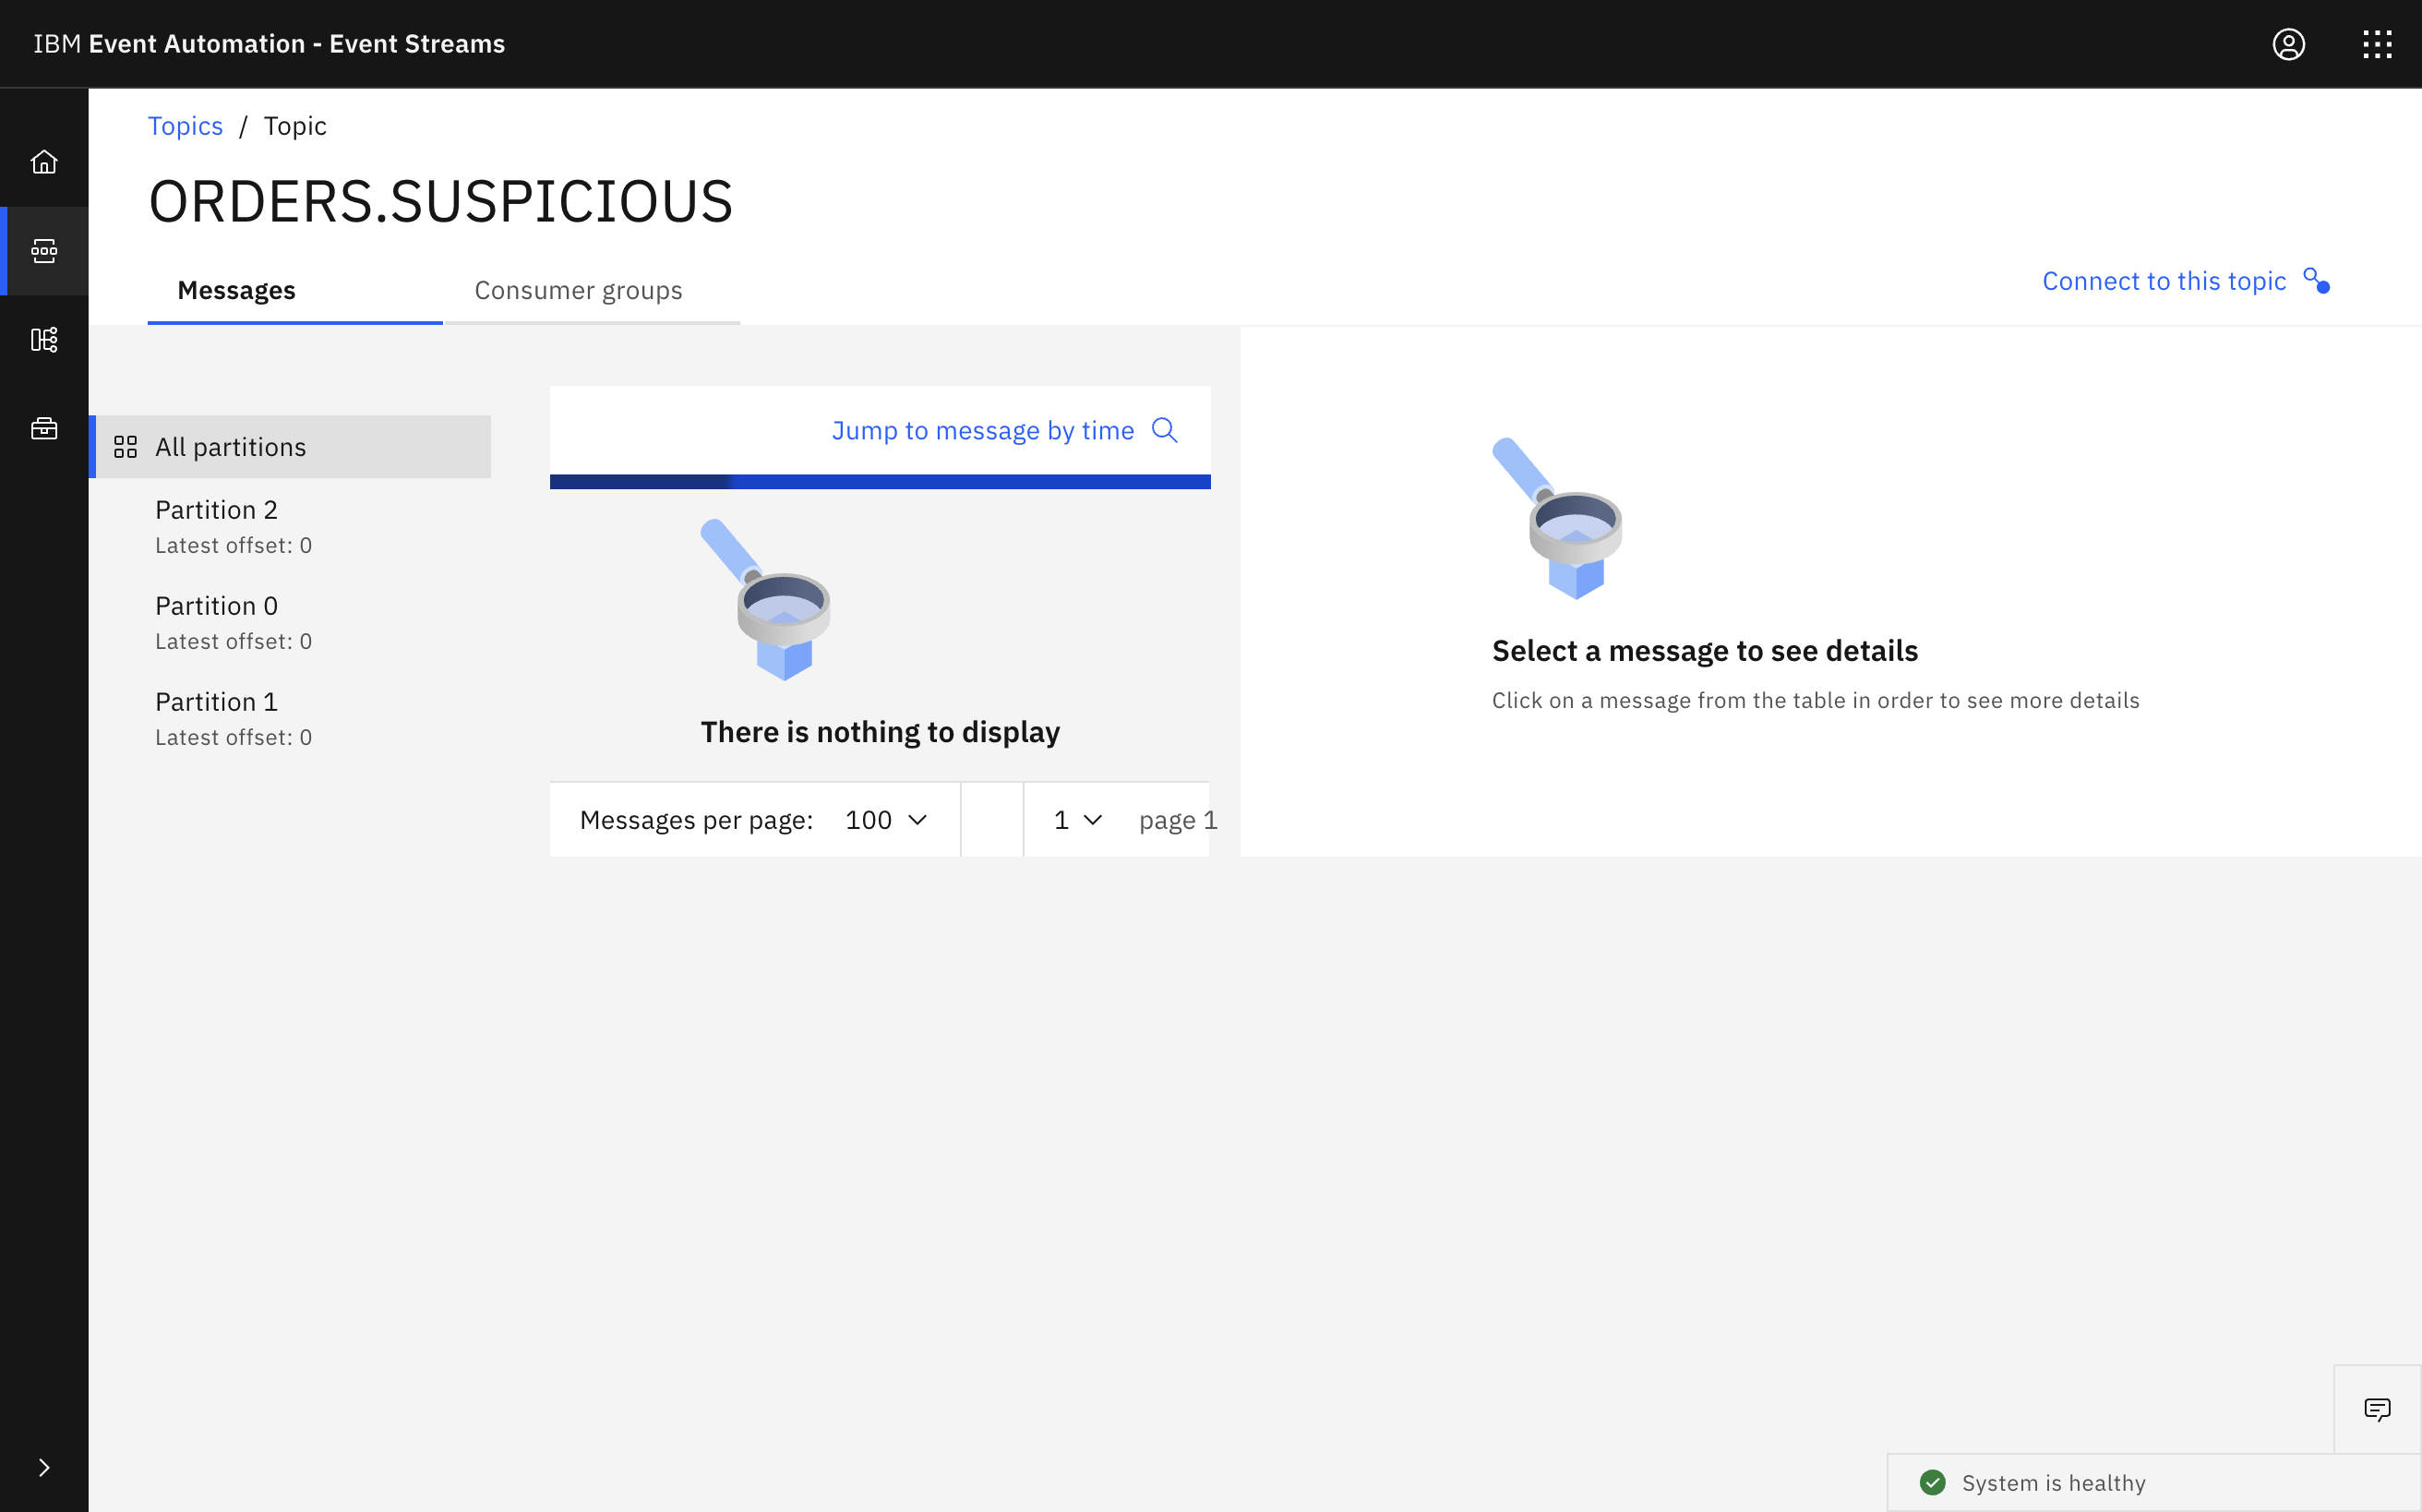 IBM Event Automation - Event Streams
Topics / Topic
ORDERS.SUSPICIOUS
Messages
Consumer groups
Connect to this topic
All partitions
Partition 2
Latest offset: 0
Partition 0
Latest offset: 0
Partition 1
Latest offset: 0
Jump to message by time
There is nothing to display
Messages per page: 100
1
page 1
Select a message to see details
Click on a message from the table in order to see more details
System is healthy